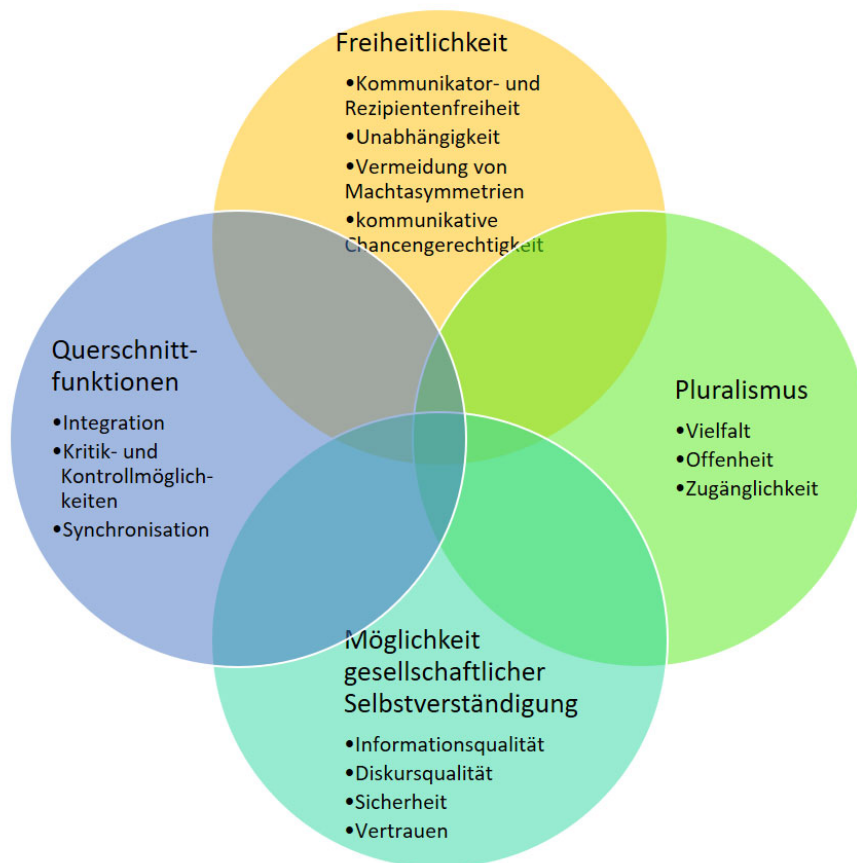 Freiheitlichkeit
•Kommunikator- und
Rezipientenfreiheit
•Unabhängigkeit
•Vermeidung von
Machtasymmetrien
•kommunikative
Chancengerechtigkeit
Querschnitt-
funktionen
•Integration
•Kritik- und
Kontrollmöglich-
keiten
•Synchronisation
Pluralismus
•Vielfalt
•Offenheit
•Zugänglichkeit
Möglichkeit
gesellschaftlicher
Selbstverständigung
•Informationsqualität
•Diskursqualität
•Sicherheit
•Vertrauen